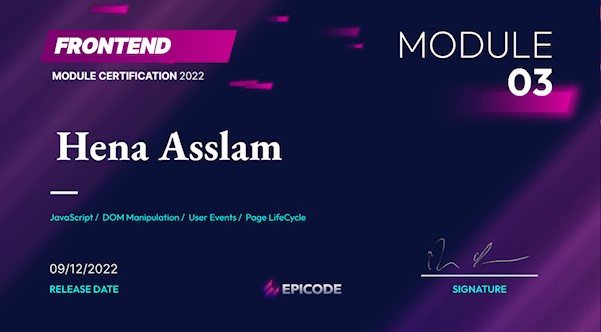 FRONTEND
MODULE CERTIFICATION 2022
MODULE
03
Hena Asslam
JavaScript / DOM Manipulation / User Events / Page LifeCycle
09/12/2022
RELEASE DATE
EPICODE
SIGNATURE